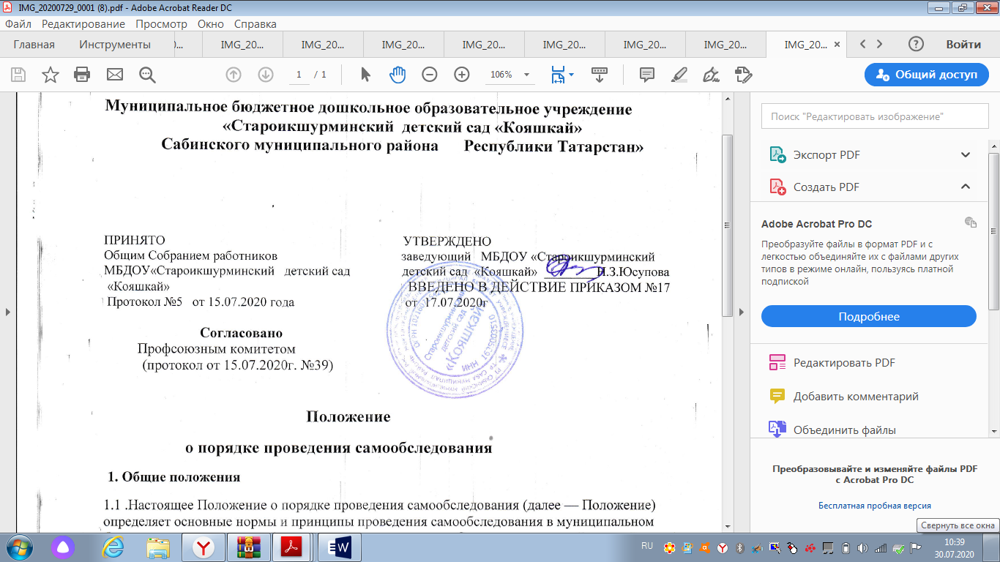 IMG_20200729_0001 (8).pdf - Adobe Acrobat Reader DC
Файл Редактирование Просмотр Окно Справка
Главная Инструменты 0... IMG_20... IMG_20... IMG_20... IMG_20... IMG_20... IMG_20... IMG_20... IMG_20... × Войти
1 / 1 106% Общий доступ
Муниципальное бюджетное дошкольное образовательное учреждение
«Староикшурминский детский сад «Кояшкай»
Сабинского муниципального района Республики Татарстан»
ПРИНЯТО
Общим Собранием работников
МБДОУ«Староикшурминский детский сад
«Кояшкай»
Протокол №5 от 15.07.2020 года
УТВЕРЖДЕНО
заведующий МБДОУ «Староикшурминский
детский сад «Кояшкай» Н.З.Юсупова
ВВЕДЕНО В ДЕЙСТВИЕ ПРИКАЗОМ №17
от 17.07.2020г
Староикшурминский
детский сад
«КОЯШКАЙ»
Согласовано
Профсоюзным комитетом
(протокол от 15.07.2020г. №39)
Положение
о порядке проведения самообследования
1. Общие положения
1.1 .Настоящее Положение о порядке проведения самообследования (далее — Положение)
определяет основные нормы и принципы проведения самообследования в муниципальном
Поиск "Редактировать изображение"
Экспорт PDF
Создать PDF
Adobe Acrobat Pro DC
Преобразуйте файлы в формат PDF и с
легкостью объединяйте их с файлами других
типов в режиме онлайн, пользуясь платной
подпиской
Подробнее
Редактировать PDF
Добавить комментарий
Объединить файлы
Преобразовывайте и изменяйте файлы PDF
с Acrobat Pro DC
Бесплатная пробная версия
Свернуть все окна
RU
10:39
30.07.2020